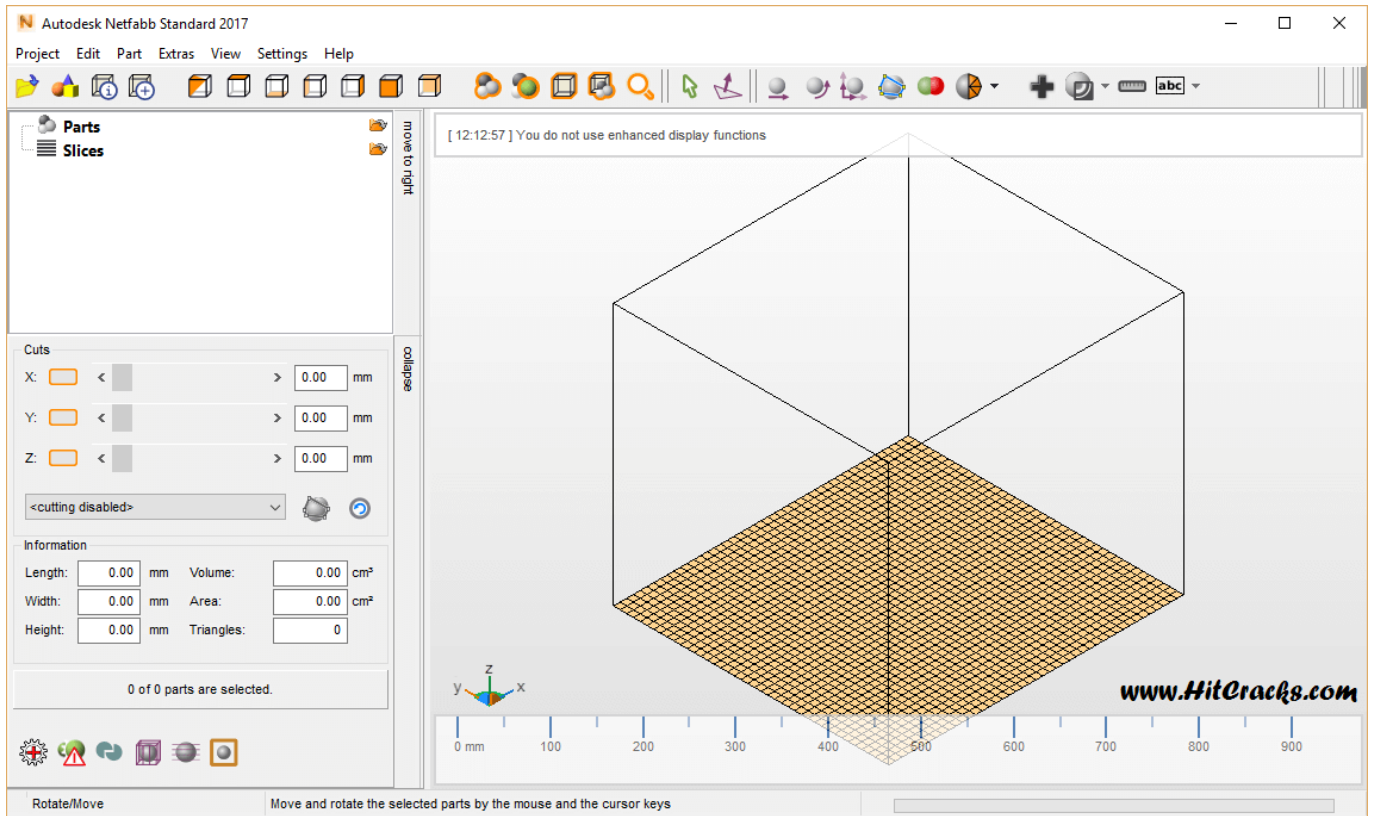 Autodesk Netfabb Standard 2017
Project Edit Part Extras View Settings Help
abc
Parts
Slices
move to right
collapse
[ 12:12:57 ] You do not use enhanced display functions
Cuts
X: < > 0.00 mm
Y: < > 0.00 mm
Z: < > 0.00 mm
<cutting disabled>
Information
Length: 0.00 mm Volume: 0.00 cm³
Width: 0.00 mm Area: 0.00 cm²
Height: 0.00 mm Triangles: 0
0 of 0 parts are selected.
z
y x
www.HitCracks.com
0 mm 100 200 300 400 500 600 700 800 900
Rotate/Move Move and rotate the selected parts by the mouse and the cursor keys